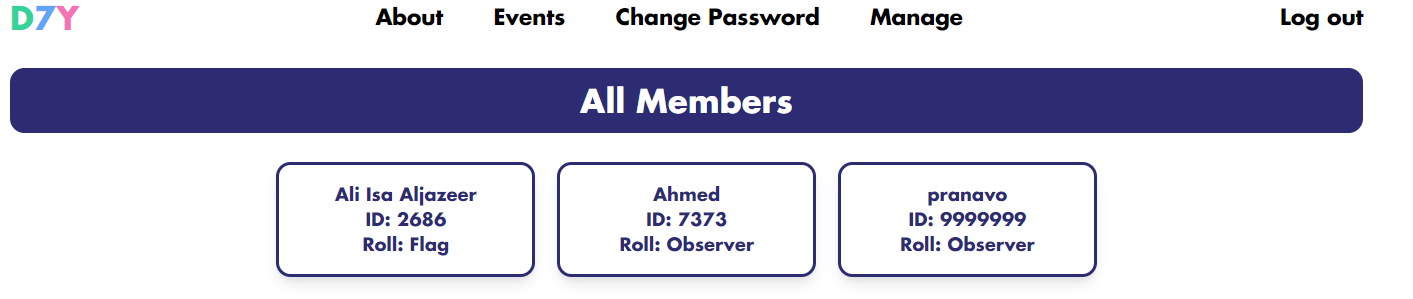 D7Y About Events Change Password Manage Log out
All Members
Ali Isa Aljazeer
ID: 2686
Roll: Flag
Ahmed
ID: 7373
Roll: Observer
pranavo
ID: 9999999
Roll: Observer